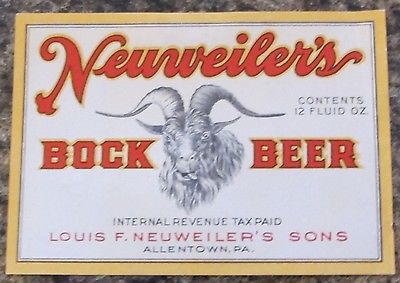 Neuweiler's
CONTENTS
12 FLUID OZ.
BOCK BEER
INTERNAL REVENUE TAX PAID
LOUIS F. NEUWEILER'S SONS
ALLENTOWN, PA.